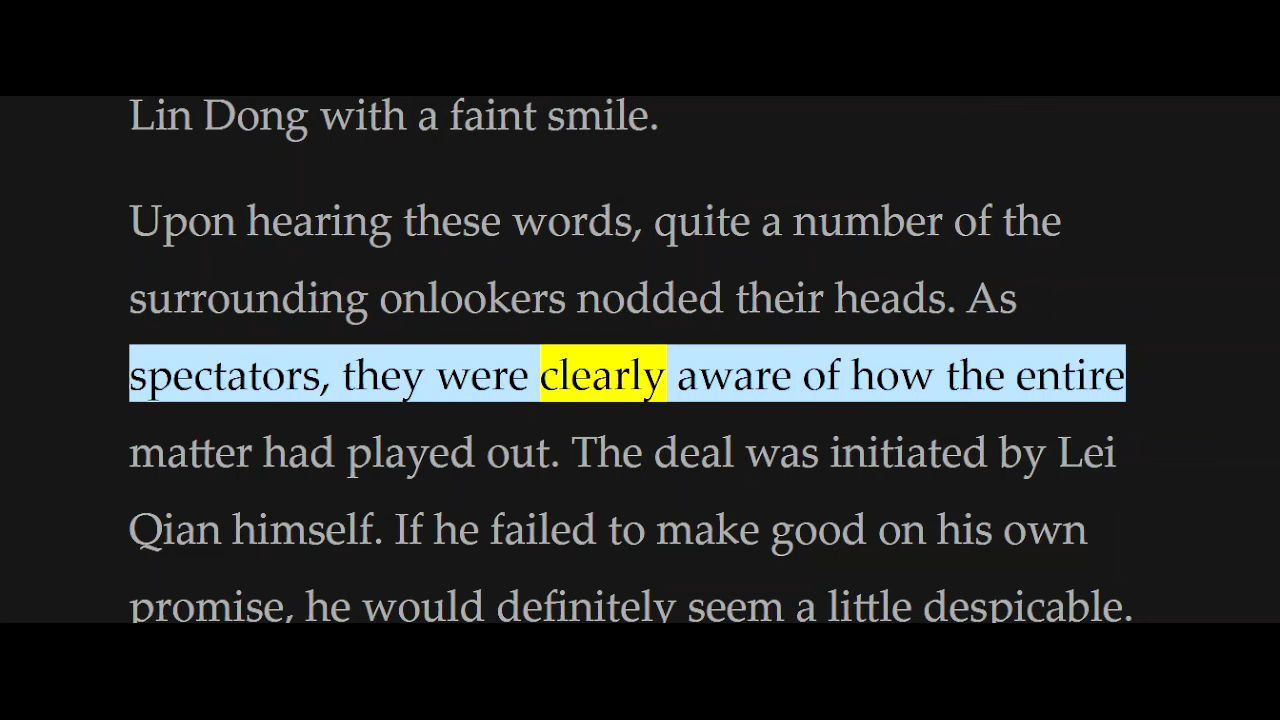 Lin Dong with a faint smile.
Upon hearing these words, quite a number of the
surrounding onlookers nodded their heads. As
spectators, they were clearly aware of how the entire
matter had played out. The deal was initiated by Lei
Qian himself. If he failed to make good on his own
promise, he would definitely seem a little despicable.